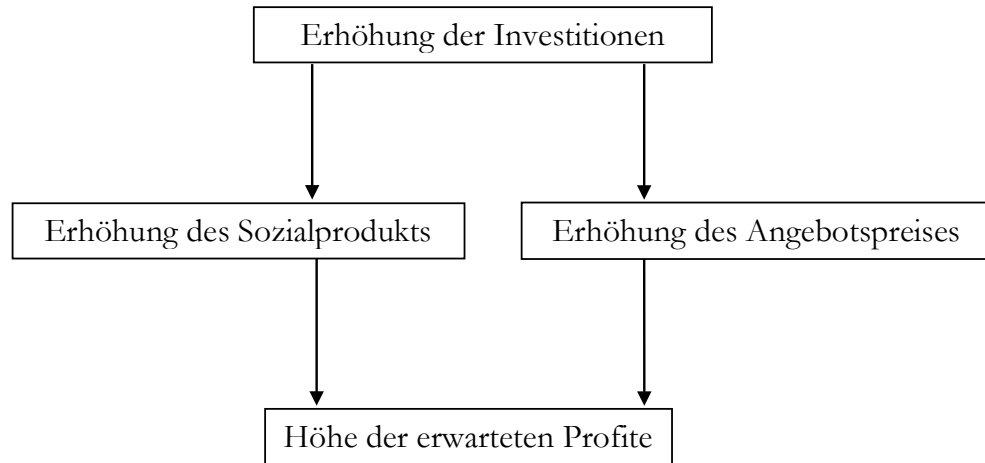 Erhöhung der Investitionen
Erhöhung des Sozialprodukts
Erhöhung des Angebotspreises
Höhe der erwarteten Profite